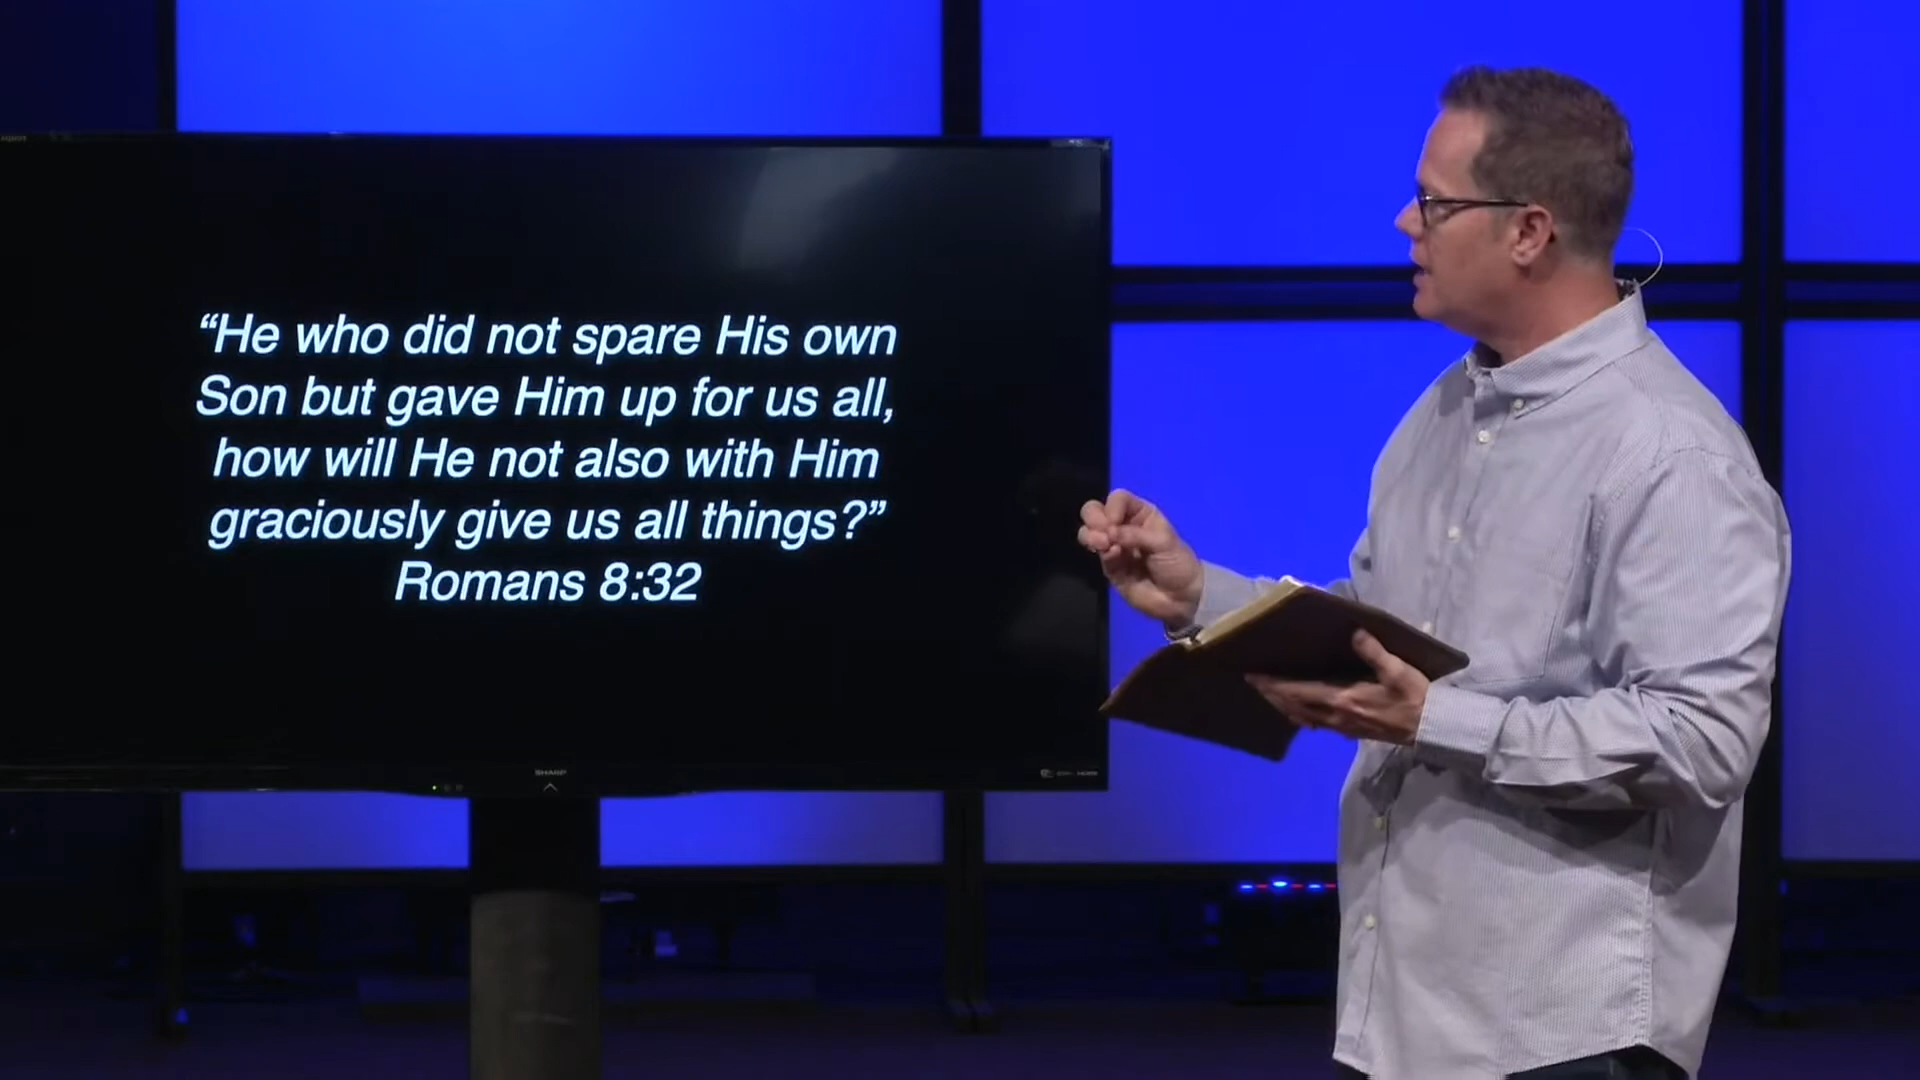 “He who did not spare His own
Son but gave Him up for us all,
how will He not also with Him
graciously give us all things?”
Romans 8:32
SHARP